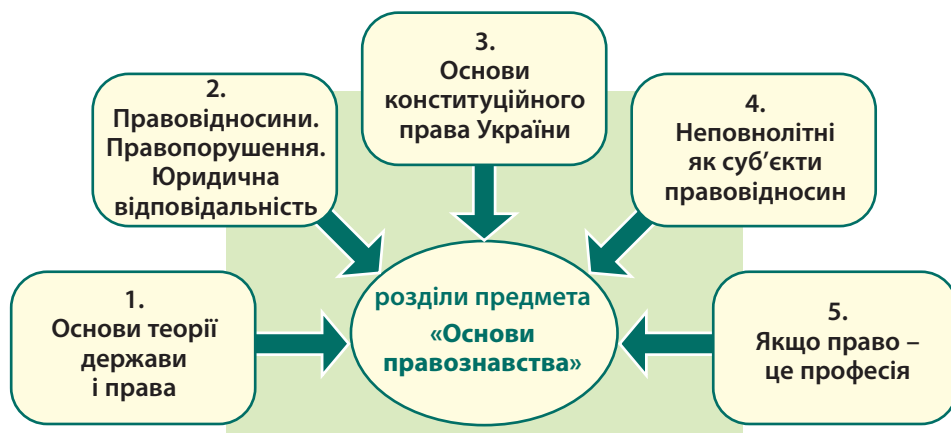 1.
Основи теорії
держави
і права
2.
Правовідносини.
Правопорушення.
Юридична
відповідальність
3.
Основи
конституційного
права України
4.
Неповнолітні
як суб’єкти
правовідносин
5.
Якщо право –
це професія
розділи предмета
«Основи
правознавства»